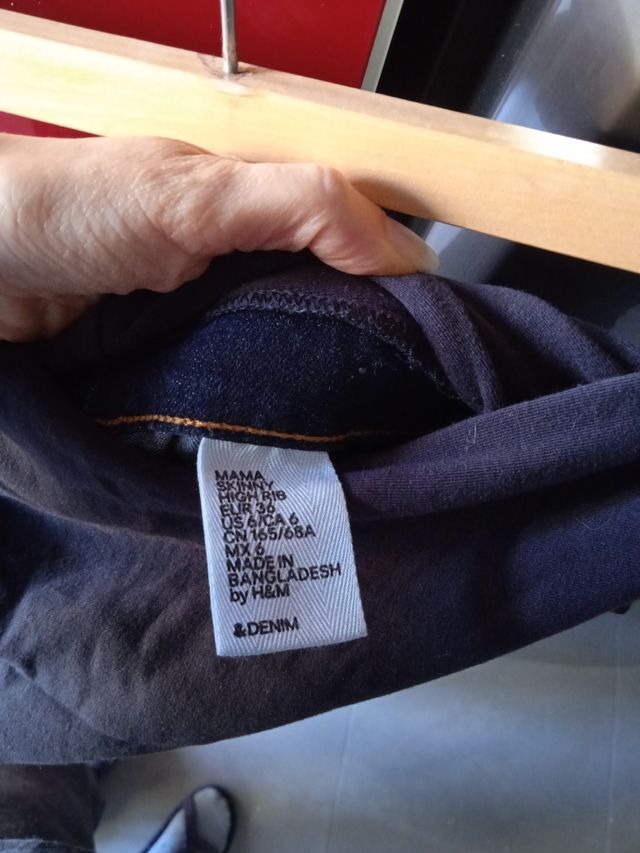 MAMA
SKINNY
HIGH RIB
EUR 36
US 6/CA 6
CN 165/68A
MX 6
MADE IN
BANGLADESH
by H&M
&DENIM